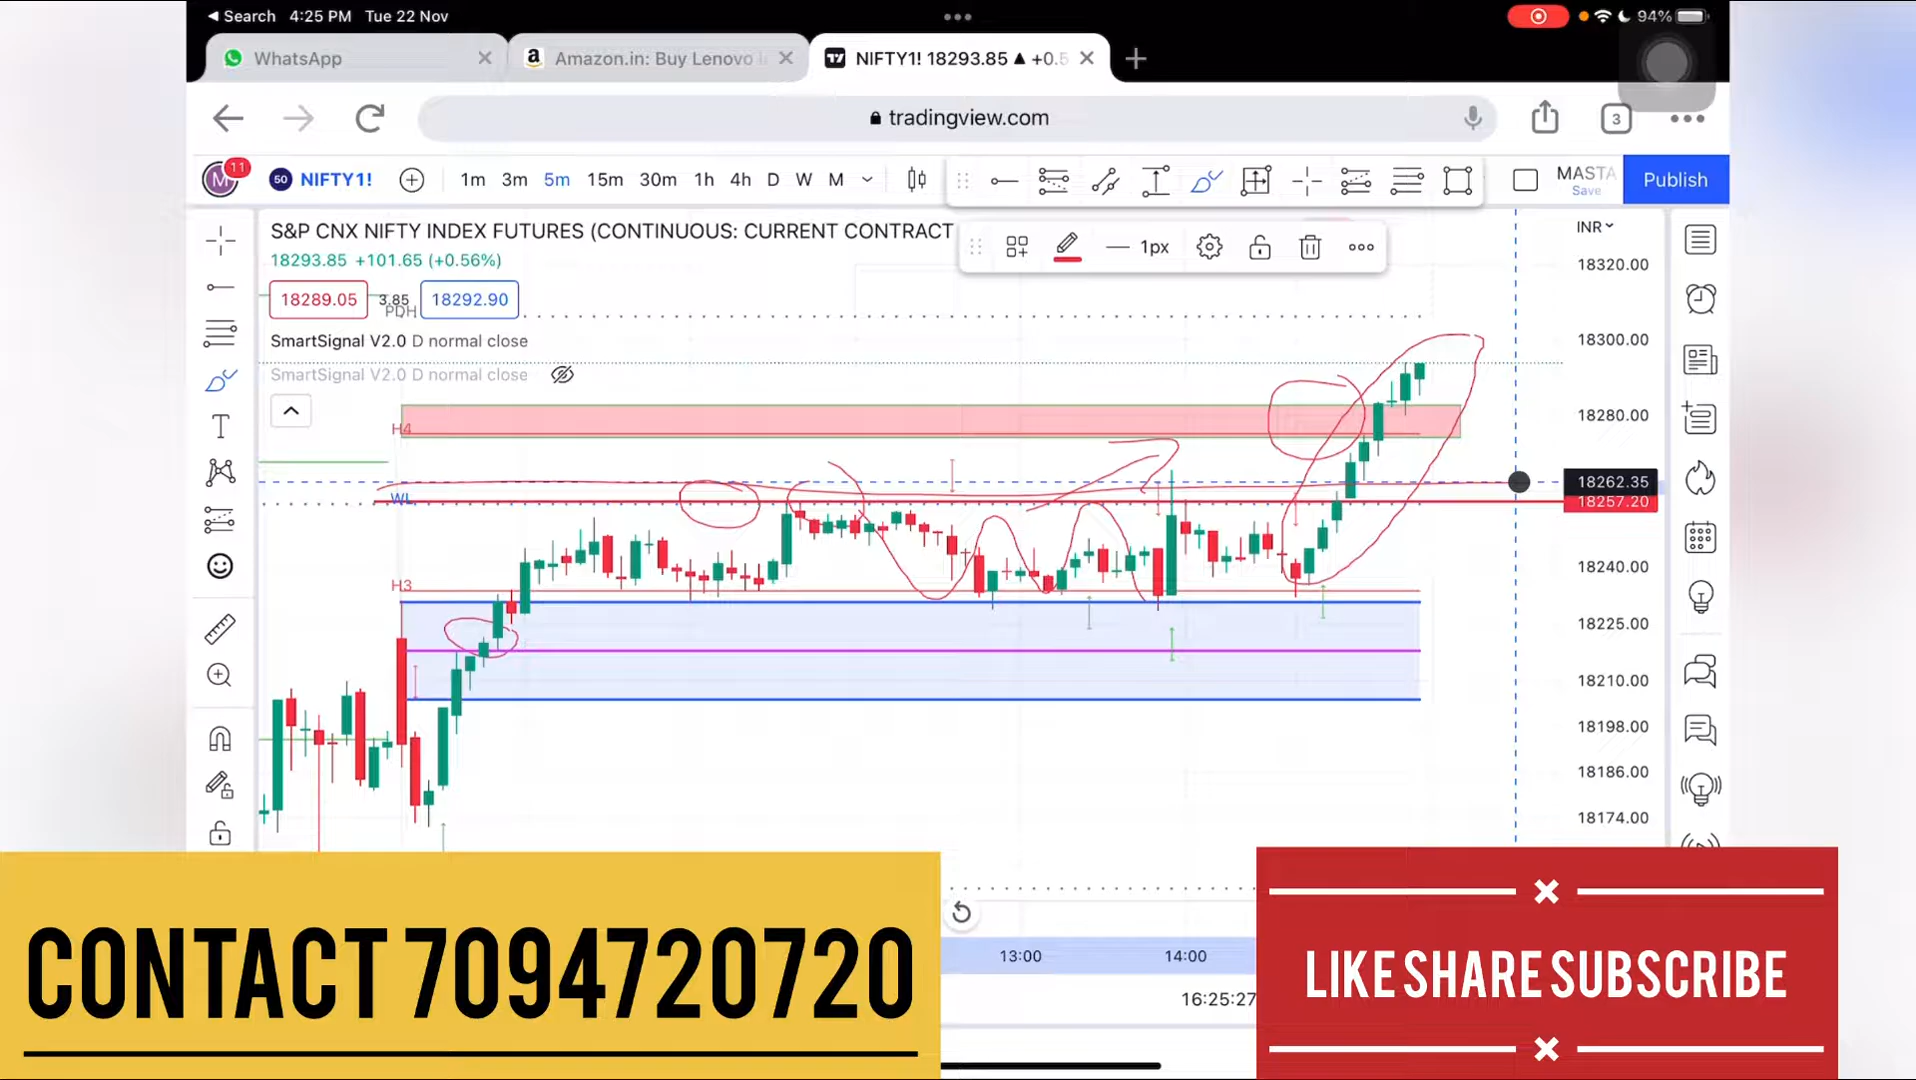 Search 4:25 PM Tue 22 Nov
94%
WhatsApp
Amazon.in: Buy Lenovo l
NIFTY1! 18293.85 ▲ +0.5
tradingview.com
3
M 11
50 NIFTY1!
1m 3m 5m 15m 30m 1h 4h D W M
MASTA
Save
Publish
S&P CNX NIFTY INDEX FUTURES (CONTINUOUS: CURRENT CONTRACT
1px
INR
18293.85 +101.65 (+0.56%)
18289.05 3.85 18292.90
PDH
SmartSignal V2.0 D normal close
SmartSignal V2.0 D normal close
H4
WL
H3
18320.00
18300.00
18280.00
18262.35
18257.20
18240.00
18225.00
18210.00
18198.00
18186.00
18174.00
13:00 14:00
16:25:27
CONTACT 7094720720
LIKE SHARE SUBSCRIBE